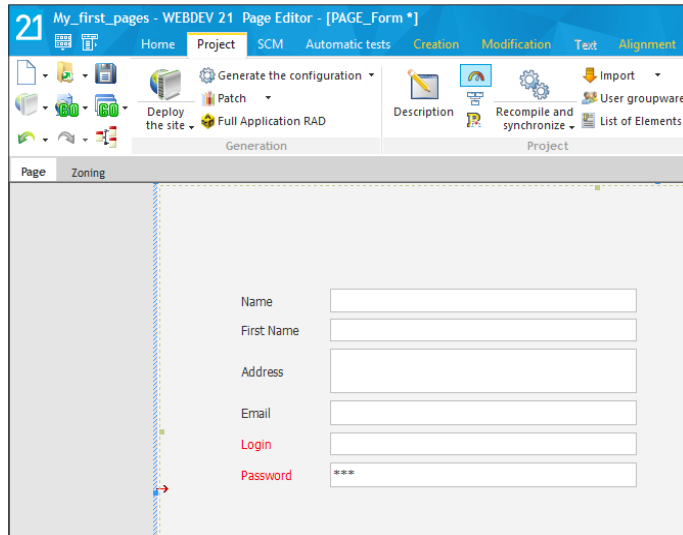 21 My_first_pages - WEBDEV 21 Page Editor - [PAGE_Form *]
Home Project SCM Automatic tests Creation Modification Text Alignment
Generate the configuration
Patch
Full Application RAD
Deploy
the site
Generation
Description
Recompile and
synchronize
Import
User groupware
List of Elements
Project
Page Zoning
Name
First Name
Address
Email
Login
Password ***